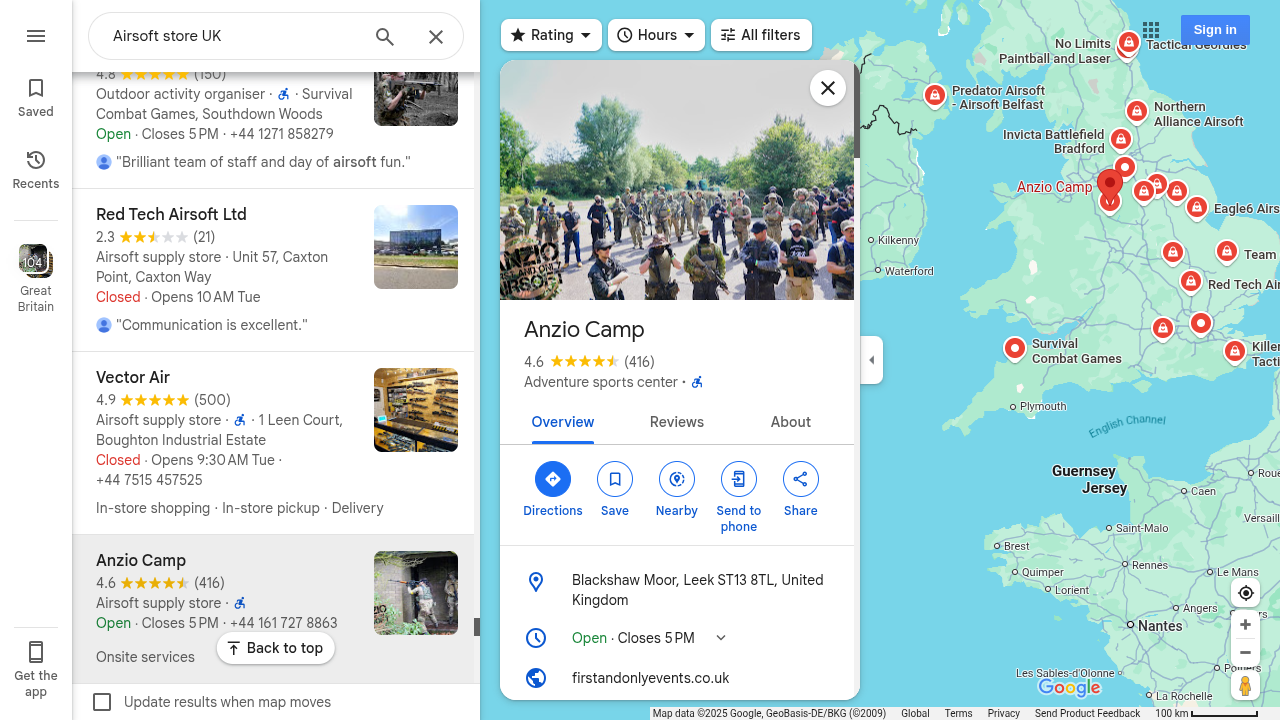 Airsoft store UK
Saved
Recents
104
Great
Britain
Get the
app
4.8 (150)
Outdoor activity organiser · · Survival
Combat Games, Southdown Woods
Open · Closes 5 PM · +44 1271 858279
"Brilliant team of staff and day of airsoft fun."
Red Tech Airsoft Ltd
2.3 (21)
Airsoft supply store · Unit 57, Caxton
Point, Caxton Way
Closed · Opens 10 AM Tue
"Communication is excellent."
Vector Air
4.9 (500)
Airsoft supply store · · 1 Leen Court,
Boughton Industrial Estate
Closed · Opens 9:30 AM Tue ·
+44 7515 457525
In-store shopping · In-store pickup · Delivery
Anzio Camp
4.6 (416)
Airsoft supply store ·
Open · Closes 5 PM · +44 161 727 8863
Onsite services
Back to top
Update results when map moves
Rating
Hours
All filters
Anzio Camp
4.6 (416)
Adventure sports center ·
Overview
Reviews
About
Directions
Save
Nearby
Send to
phone
Share
Blackshaw Moor, Leek ST13 8TL, United
Kingdom
Open · Closes 5 PM
firstandonlyevents.co.uk
Sign in
No Limits
Paintball and Laser
Tactical Geordies
Predator Airsoft
- Airsoft Belfast
Northern
Alliance Airsoft
Invicta Battlefield
Bradford
Anzio Camp
Eagle6 Airs
Kilkenny
Waterford
Team
Red Tech Air
Survival
Combat Games
Killer
Tacti
Plymouth
English Channel
Guernsey
Jersey
Caen
Roue
Saint-Malo
Versaill
Brest
Rennes
Quimper
Le Mans
Lorient
Angers
Nantes
Poitiers
Les Sables-d'Olonne
La Rochelle
Google
Map data ©2025 Google, GeoBasis-DE/BKG (©2009)
Global
Terms
Privacy
Send Product Feedback
100 km